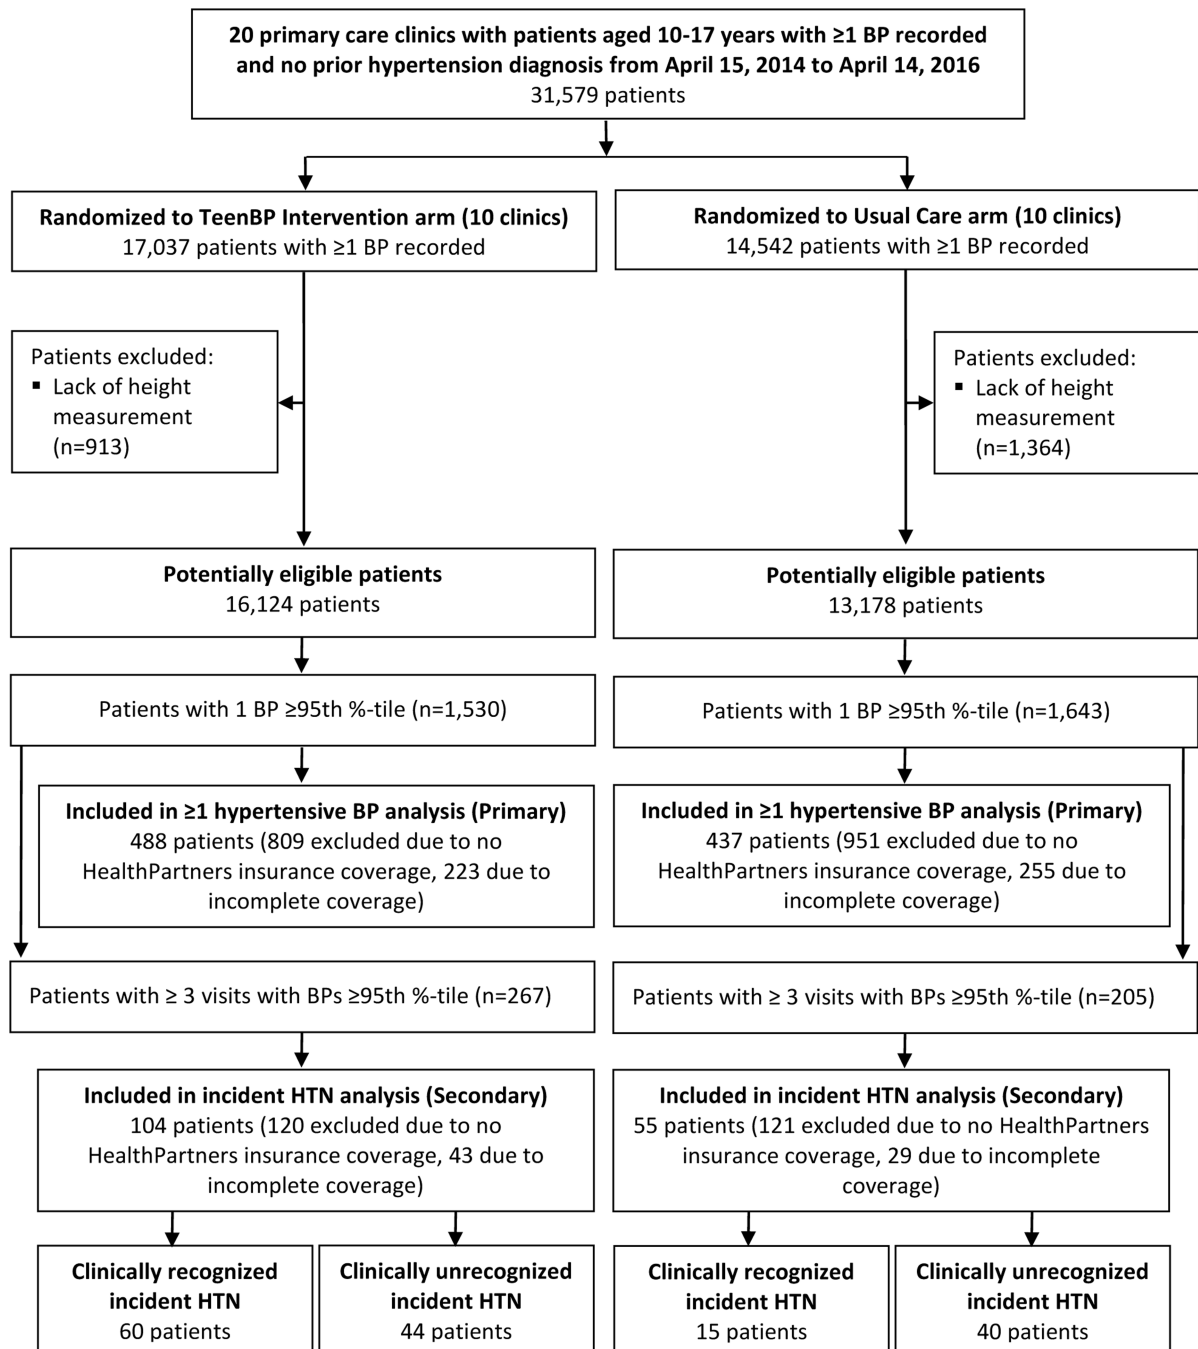 20 primary care clinics with patients aged 10-17 years with ≥1 BP recorded
and no prior hypertension diagnosis from April 15, 2014 to April 14, 2016
31,579 patients
Randomized to TeenBP Intervention arm (10 clinics)
17,037 patients with ≥1 BP recorded
Randomized to Usual Care arm (10 clinics)
14,542 patients with ≥1 BP recorded
Patients excluded:
▪ Lack of height
measurement
(n=913)
Patients excluded:
▪ Lack of height
measurement
(n=1,364)
Potentially eligible patients
16,124 patients
Potentially eligible patients
13,178 patients
Patients with 1 BP ≥95th %-tile (n=1,530)
Patients with 1 BP ≥95th %-tile (n=1,643)
Included in ≥1 hypertensive BP analysis (Primary)
488 patients (809 excluded due to no
HealthPartners insurance coverage, 223 due to
incomplete coverage)
Included in ≥1 hypertensive BP analysis (Primary)
437 patients (951 excluded due to no
HealthPartners insurance coverage, 255 due to
incomplete coverage)
Patients with ≥ 3 visits with BPs ≥95th %-tile (n=267)
Patients with ≥ 3 visits with BPs ≥95th %-tile (n=205)
Included in incident HTN analysis (Secondary)
104 patients (120 excluded due to no
HealthPartners insurance coverage, 43 due to
incomplete coverage)
Included in incident HTN analysis (Secondary)
55 patients (121 excluded due to no HealthPartners
insurance coverage, 29 due to incomplete
coverage)
Clinically recognized
incident HTN
60 patients
Clinically unrecognized
incident HTN
44 patients
Clinically recognized
incident HTN
15 patients
Clinically unrecognized
incident HTN
40 patients